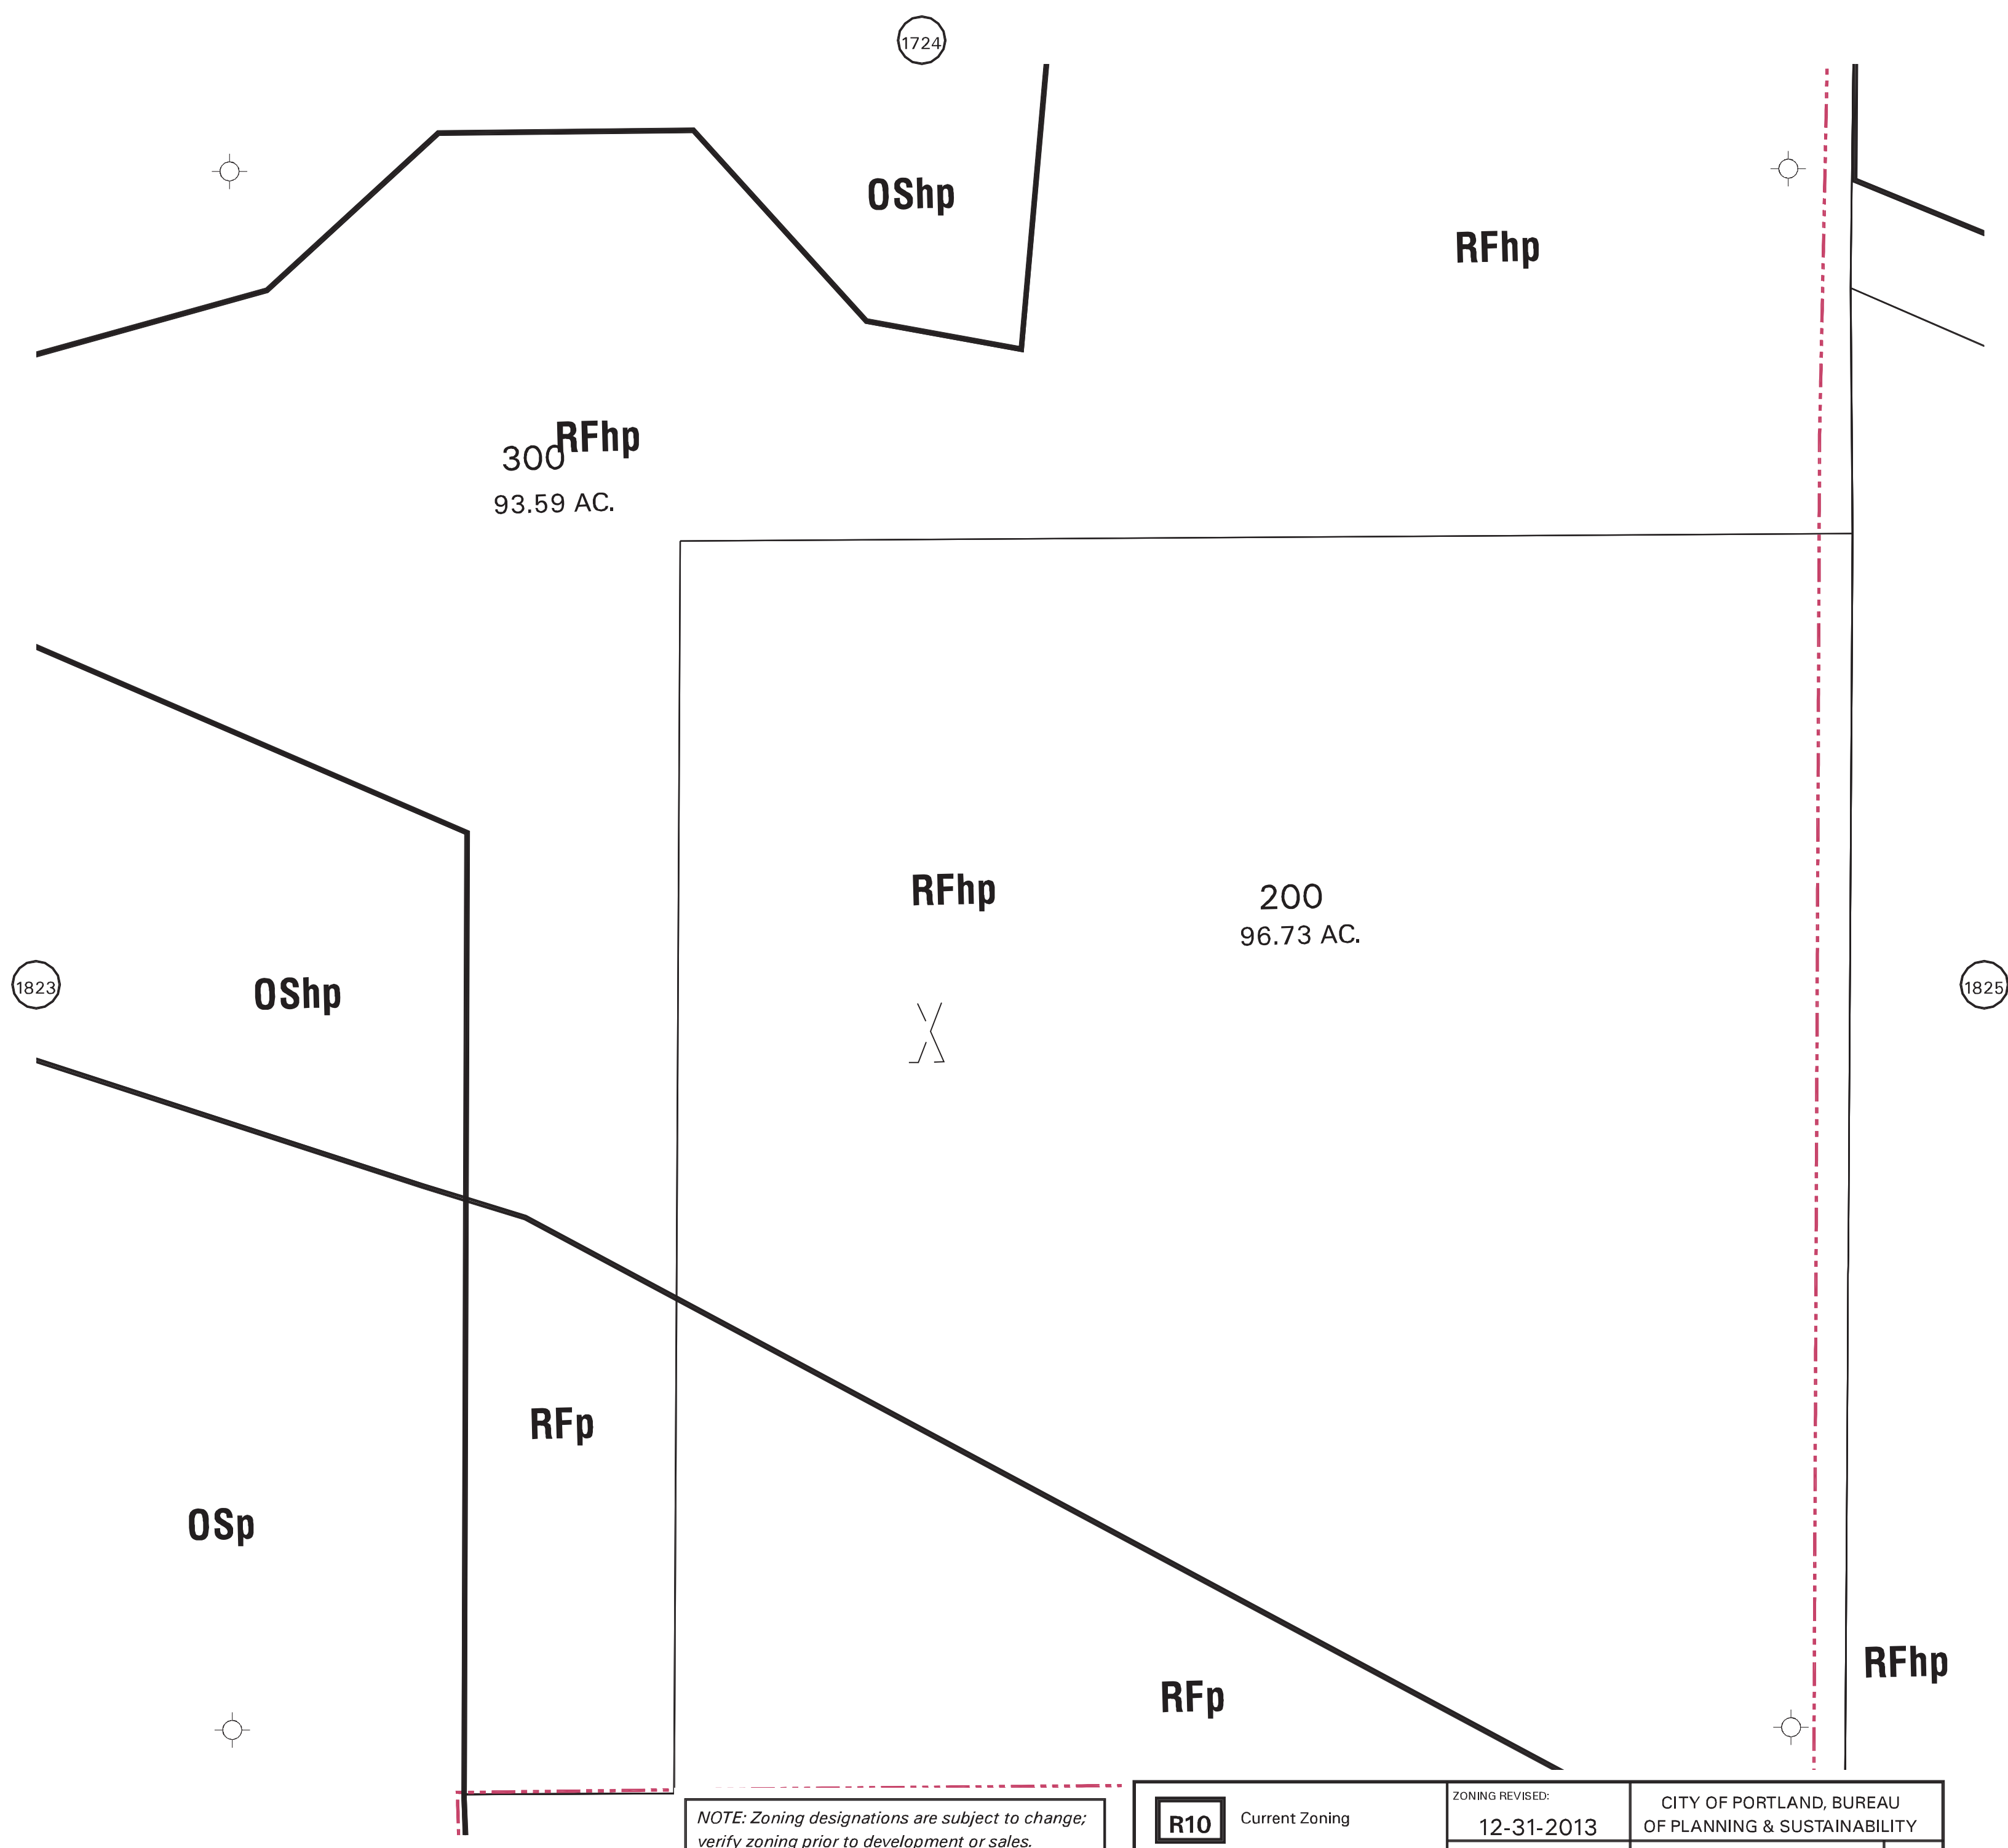 1724
OShp
RFhp
RFhp
300
93.59 AC.
RFhp
200
96.73 AC.
1823
OShp
1825
RFp
OSp
RFhp
RFp
NOTE: Zoning designations are subject to change;
verify zoning prior to development or sales.
R10
Current Zoning
ZONING REVISED:
12-31-2013
CITY OF PORTLAND, BUREAU
OF PLANNING & SUSTAINABILITY